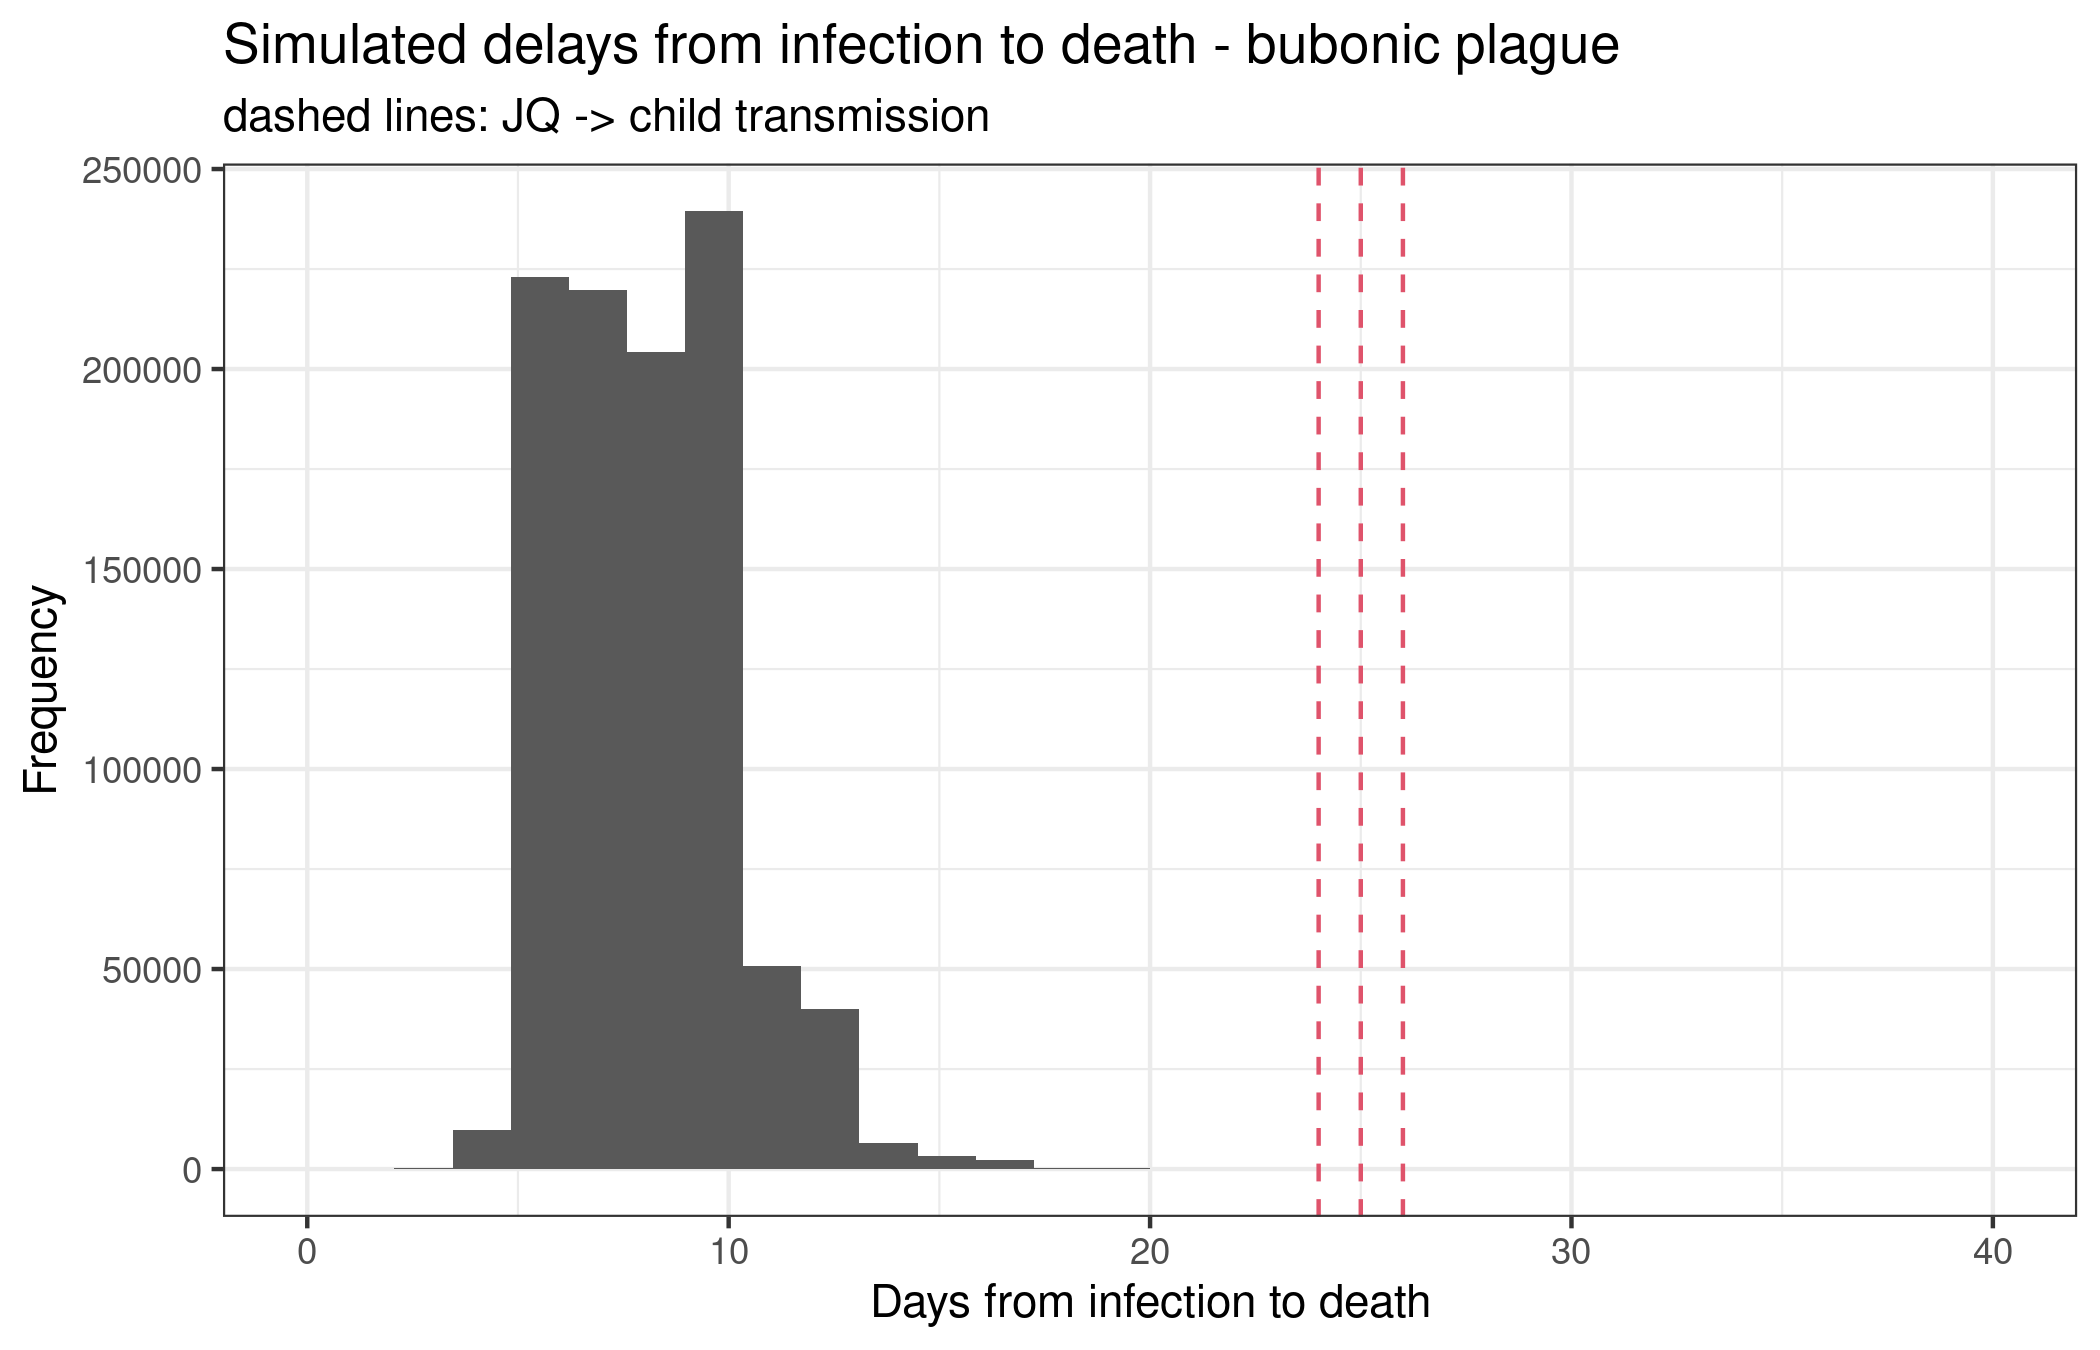 Simulated delays from infection to death - bubonic plague
dashed lines: JQ -> child transmission
250000
200000
150000
100000
50000
0
Frequency
0 10 20 30 40
Days from infection to death